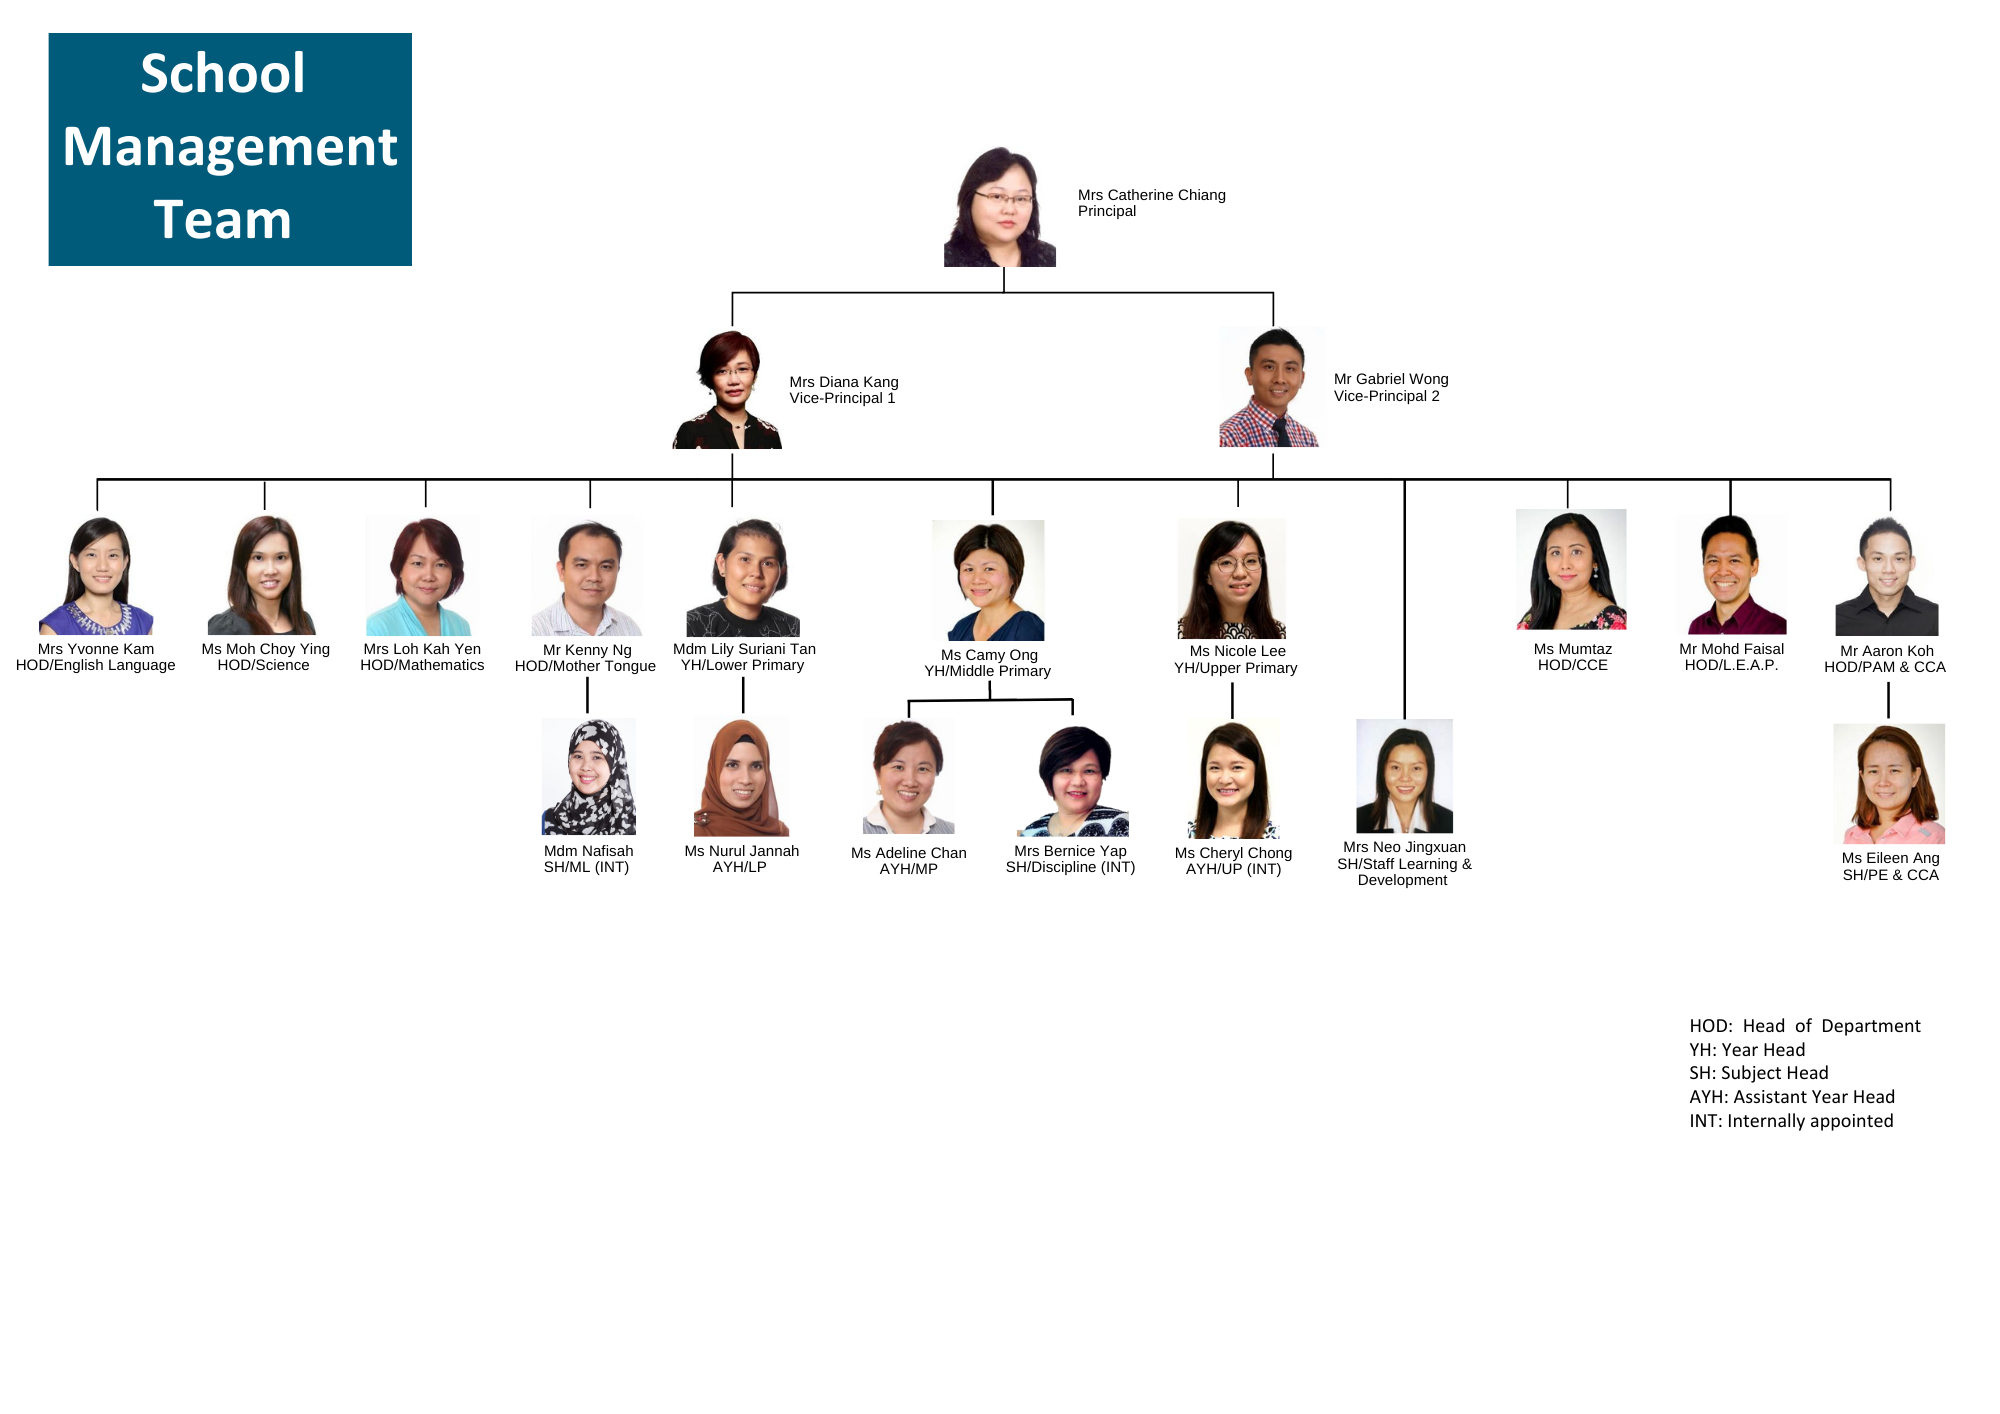 School
Management
Team
Mrs Catherine Chiang
Principal
Mrs Diana Kang
Vice-Principal 1
Mr Gabriel Wong
Vice-Principal 2
Mrs Yvonne Kam
HOD/English Language
Ms Moh Choy Ying
HOD/Science
Mrs Loh Kah Yen
HOD/Mathematics
Mr Kenny Ng
HOD/Mother Tongue
Mdm Lily Suriani Tan
YH/Lower Primary
Ms Camy Ong
YH/Middle Primary
Ms Nicole Lee
YH/Upper Primary
Ms Mumtaz
HOD/CCE
Mr Mohd Faisal
HOD/L.E.A.P.
Mr Aaron Koh
HOD/PAM & CCA
Mdm Nafisah
SH/ML (INT)
Ms Nurul Jannah
AYH/LP
Ms Adeline Chan
AYH/MP
Mrs Bernice Yap
SH/Discipline (INT)
Ms Cheryl Chong
AYH/UP (INT)
Mrs Neo Jingxuan
SH/Staff Learning &
Development
Ms Eileen Ang
SH/PE & CCA
HOD: Head of Department
YH: Year Head
SH: Subject Head
AYH: Assistant Year Head
INT: Internally appointed